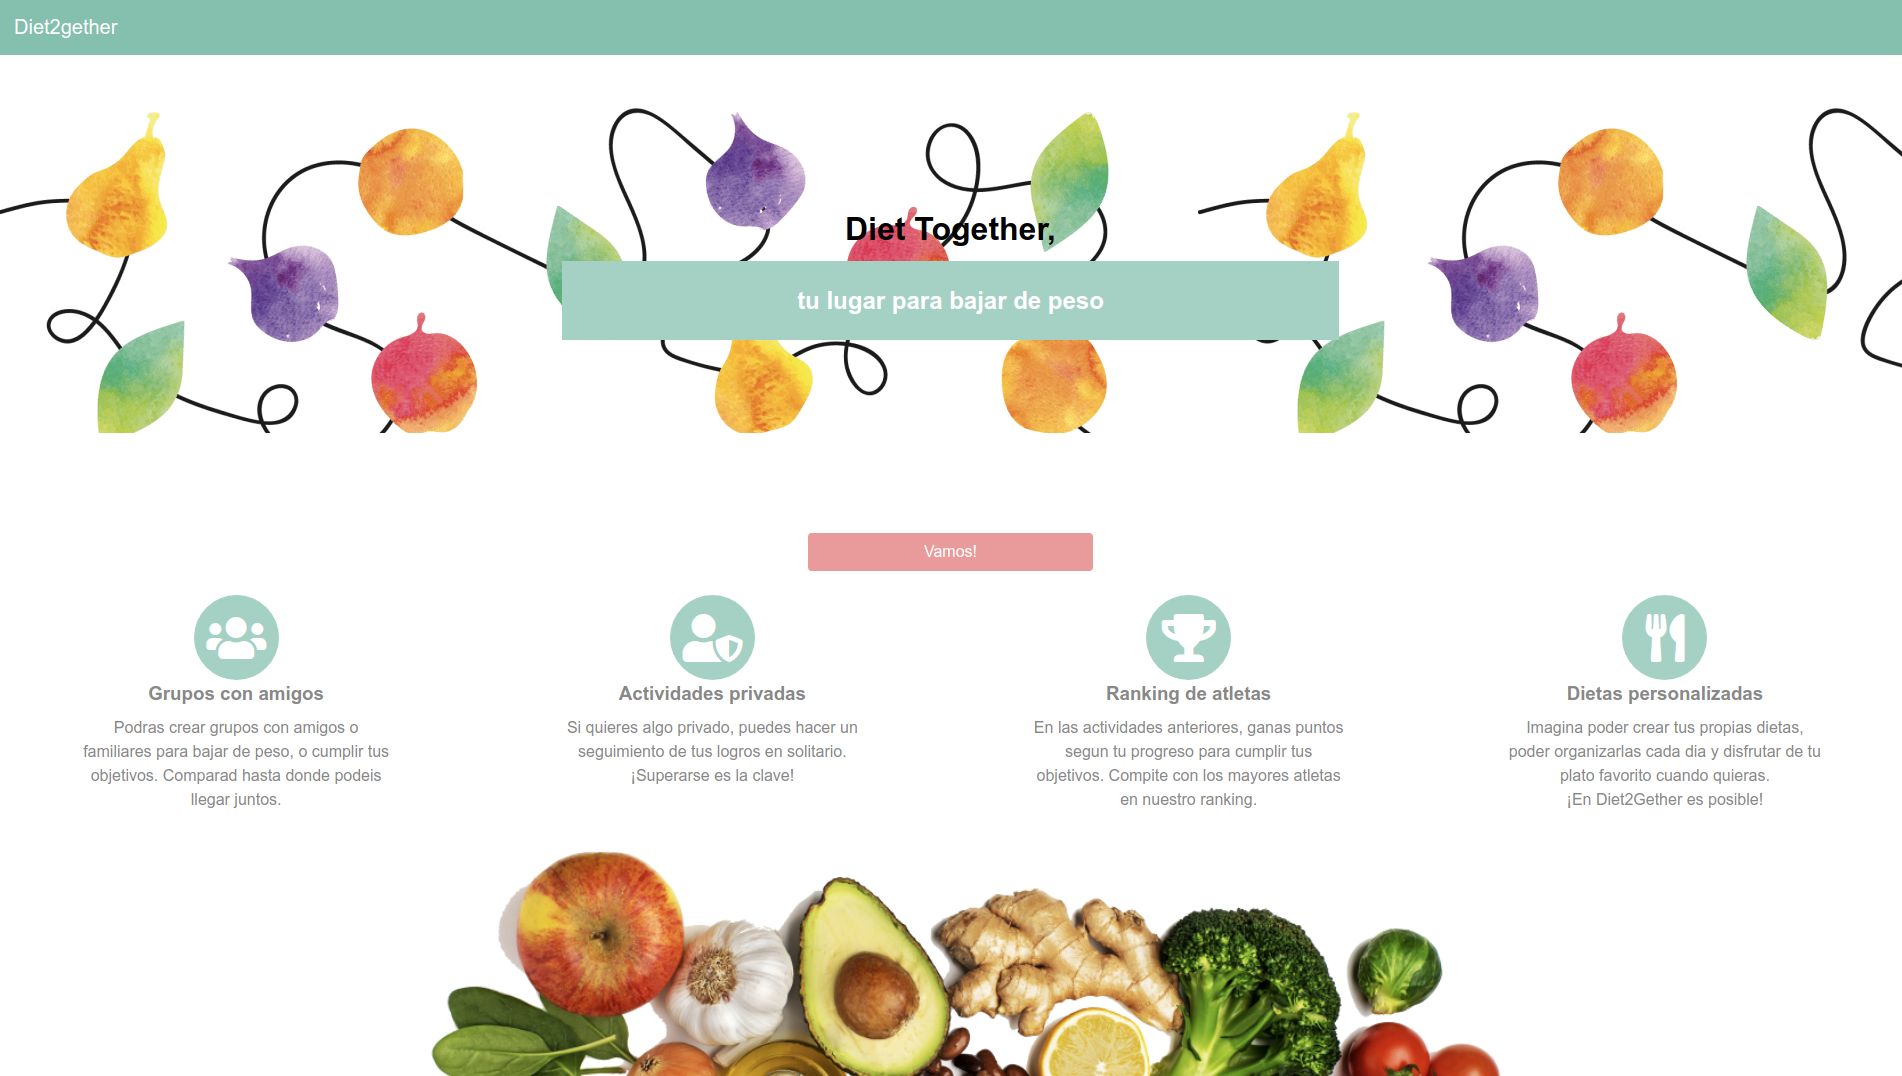 Diet2gether
Diet Together,
tu lugar para bajar de peso
Vamos!
Grupos con amigos
Podras crear grupos con amigos o
familiares para bajar de peso, o cumplir tus
objetivos. Comparad hasta donde podeis
llegar juntos.
Actividades privadas
Si quieres algo privado, puedes hacer un
seguimiento de tus logros en solitario.
¡Superarse es la clave!
Ranking de atletas
En las actividades anteriores, ganas puntos
segun tu progreso para cumplir tus
objetivos. Compite con los mayores atletas
en nuestro ranking.
Dietas personalizadas
Imagina poder crear tus propias dietas,
poder organizarlas cada dia y disfrutar de tu
plato favorito cuando quieras.
¡En Diet2Gether es posible!